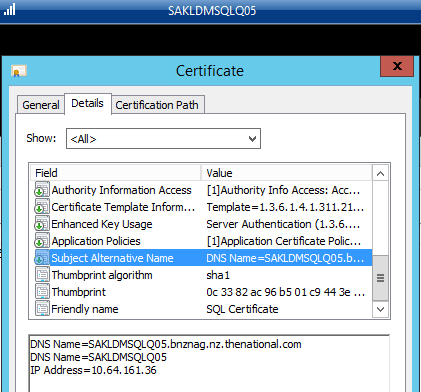 SAKLDMSQLQ05
Certificate
General Details Certification Path
Show: <All>
Field Value
Authority Information Access [1]Authority Info Access: Acc...
Certificate Template Inform... Template=1.3.6.1.4.1.311.21...
Enhanced Key Usage Server Authentication (1.3.6....
Application Policies [1]Application Certificate Polic...
Subject Alternative Name DNS Name=SAKLDMSQLQ05.b...
Thumbprint algorithm sha1
Thumbprint 0c 33 82 ac 96 b5 01 c9 44 3e ...
Friendly name SQL Certificate
DNS Name=SAKLDMSQLQ05.bnznag.nz.thenational.com
DNS Name=SAKLDMSQLQ05
IP Address=10.64.161.36